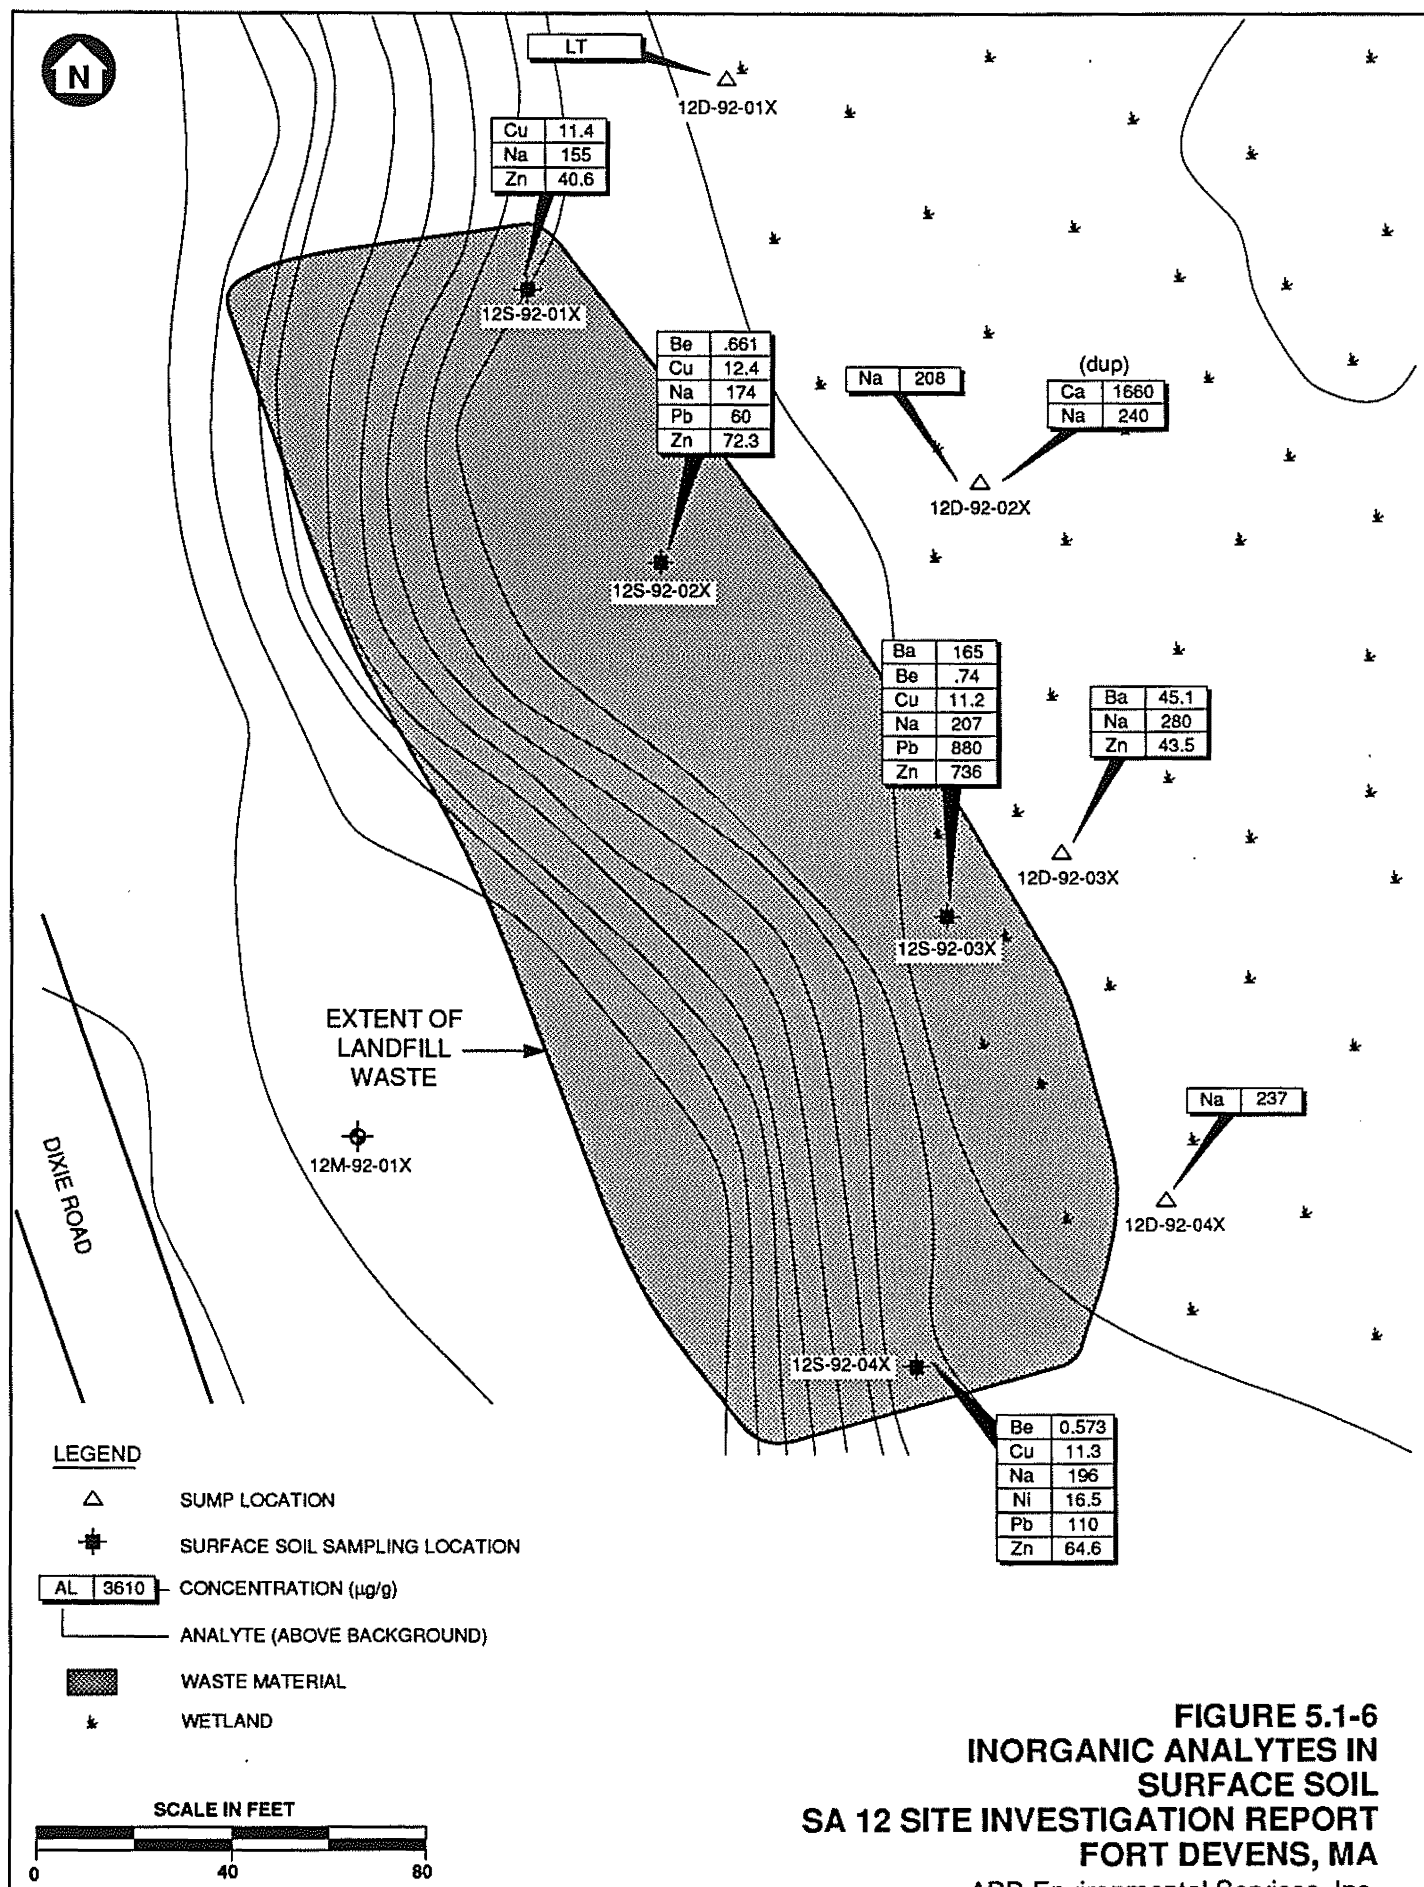 N
LT
12D-92-01X
Cu 11.4
Na 155
Zn 40.6
12S-92-01X
Be .661
Cu 12.4
Na 174
Pb 60
Zn 72.3
12S-92-02X
Na 208
(dup)
Ca 1660
Na 240
12D-92-02X
Ba 165
Be .74
Cu 11.2
Na 207
Pb 880
Zn 736
12S-92-03X
Ba 45.1
Na 280
Zn 43.5
12D-92-03X
EXTENT OF
LANDFILL
WASTE
12M-92-01X
DIXIE ROAD
Na 237
12D-92-04X
12S-92-04X
Be 0.573
Cu 11.3
Na 196
Ni 16.5
Pb 110
Zn 64.6
LEGEND
SUMP LOCATION
SURFACE SOIL SAMPLING LOCATION
AL 3610 CONCENTRATION (µg/g)
ANALYTE (ABOVE BACKGROUND)
WASTE MATERIAL
WETLAND
SCALE IN FEET
0 40 80
FIGURE 5.1-6
INORGANIC ANALYTES IN
SURFACE SOIL
SA 12 SITE INVESTIGATION REPORT
FORT DEVENS, MA
ABB Environmental Services, Inc.